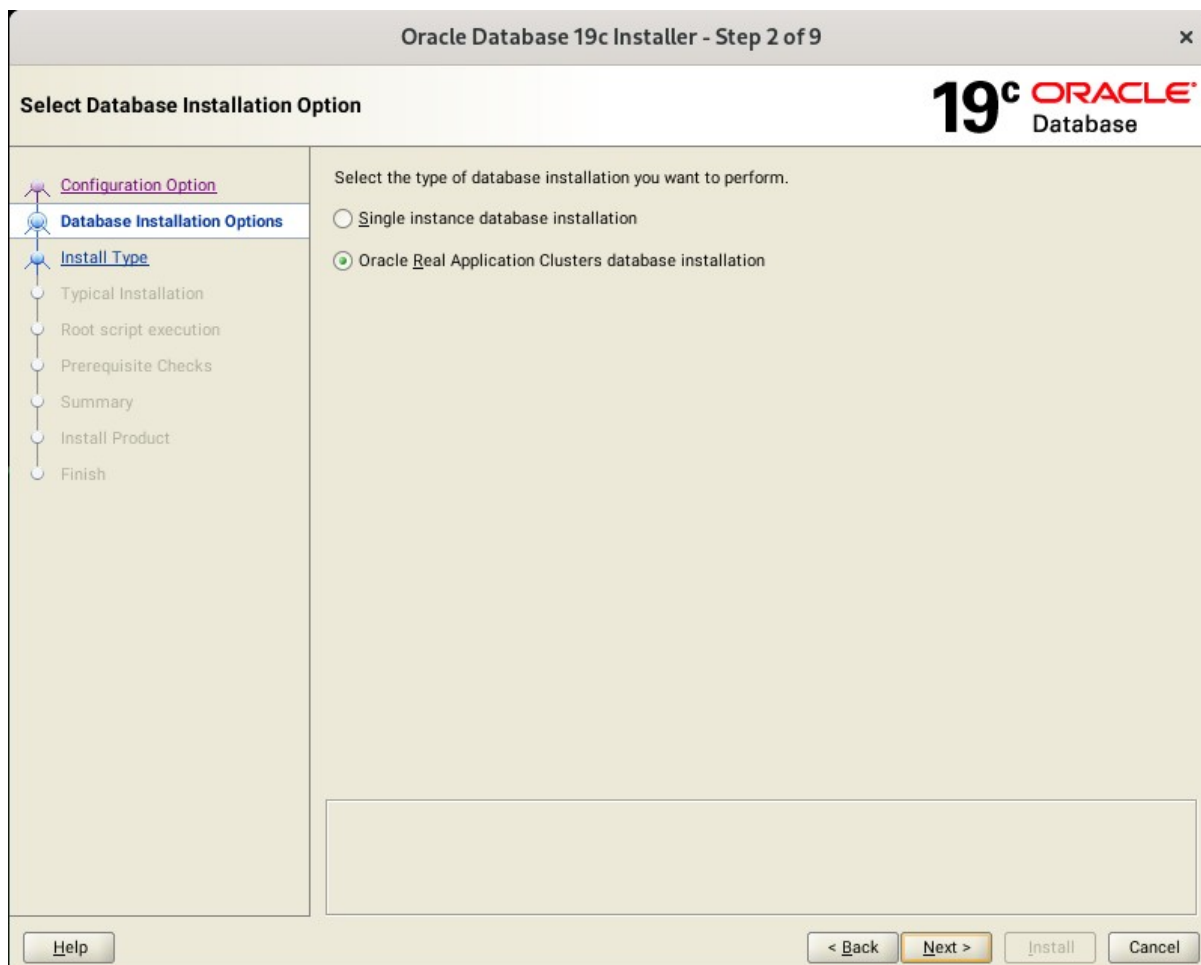 Oracle Database 19c Installer - Step 2 of 9
Select Database Installation Option
19c ORACLE
Database
Configuration Option
Database Installation Options
Install Type
Typical Installation
Root script execution
Prerequisite Checks
Summary
Install Product
Finish
Select the type of database installation you want to perform.
Single instance database installation
Oracle Real Application Clusters database installation
Help
< Back
Next >
Install
Cancel